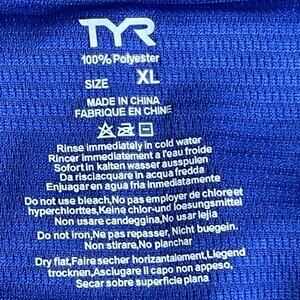 TYR
100% Polyester
SIZE XL
MADE IN CHINA
FABRIQUE EN CHINE
Rinse immediately in cold water
Rincer immediatement a l'eau froide
Sofort in kalten wasser ausspulen
Da risciacquare in acqua fredda
Enjuagar en agua fria inmediatamente
Do not use bleach,No pas employer de chlore et
hyperchlottes,Keine chlor-und loesungsmittel
Non usare candeggina,No usar lejia
Do not iron,Ne pas repasser, Nicht buegein.
Non stirare,No planchar
Dry flat,Faire secher horizontalement,Llegend
trocknen,Asciugare il capo non appeso,
Secar sobre superficie plana